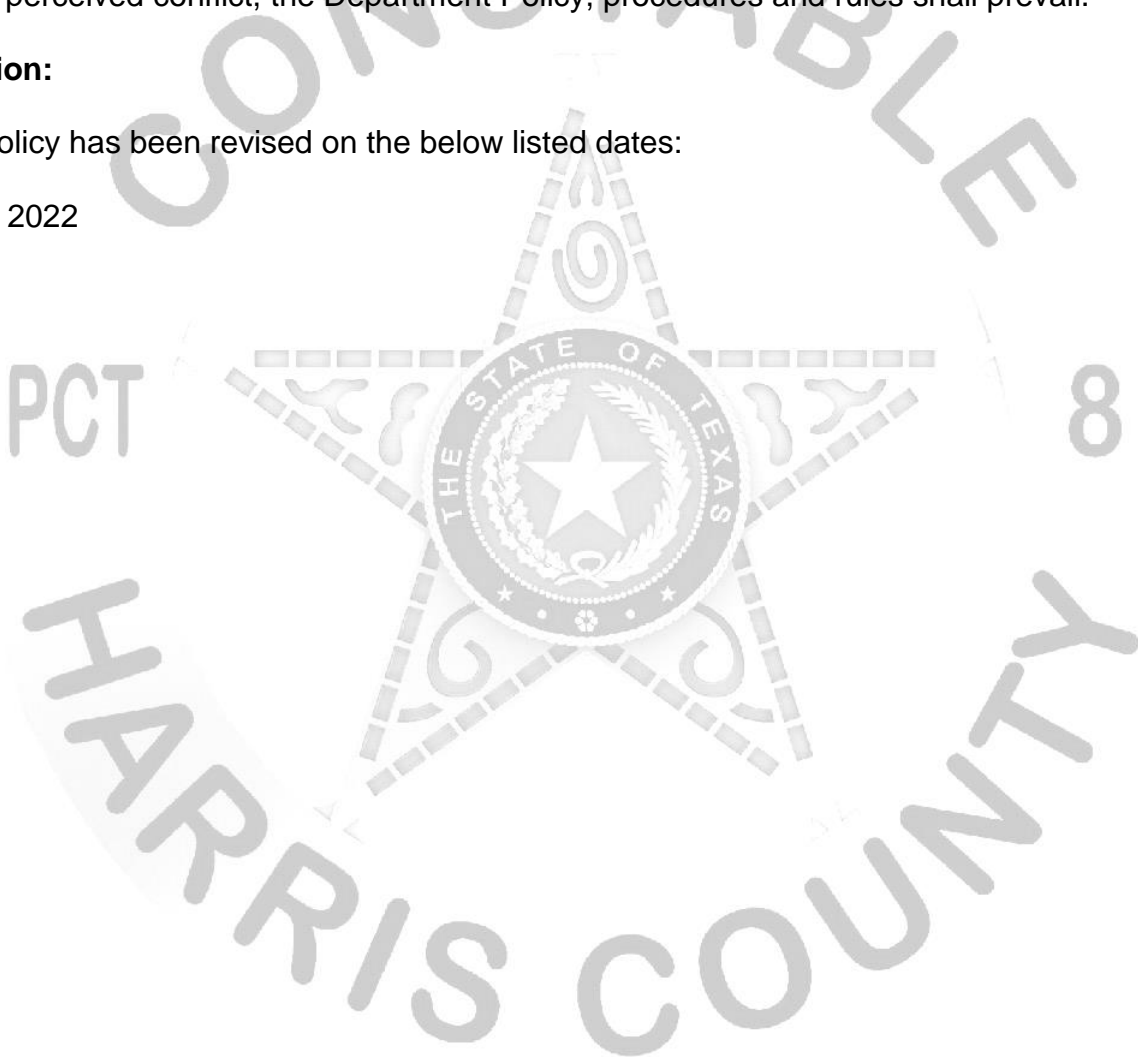 perceived conflict, the Department Policy, procedures and rules shall prevail.
ion:
olicy has been revised on the below listed dates:
2022
CONSTABLE
PCT
8
THE STATE OF TEXAS
HARRIS COUNTY